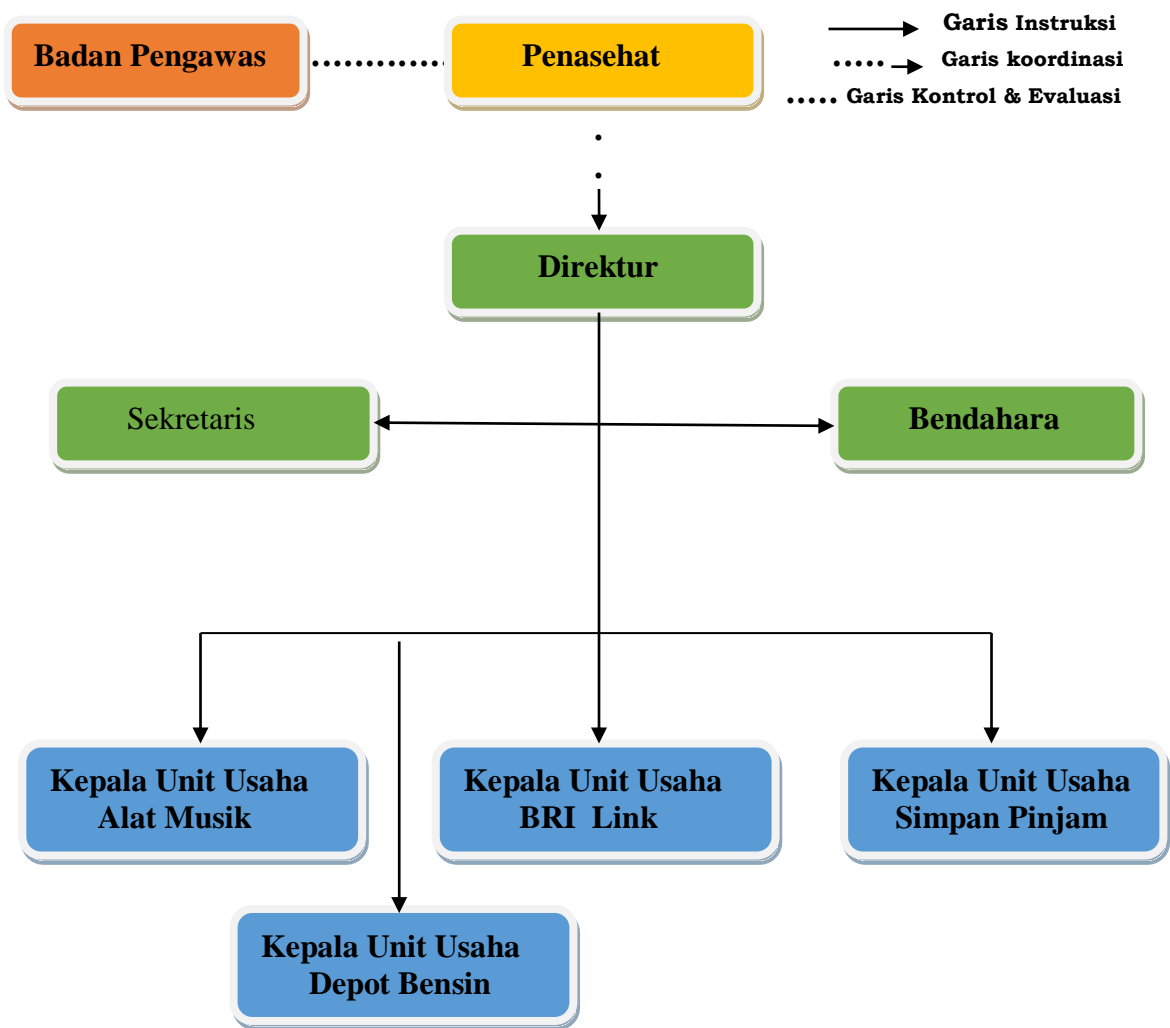 Badan Pengawas
Penasehat
Garis Instruksi
Garis koordinasi
Garis Kontrol & Evaluasi
Direktur
Sekretaris
Bendahara
Kepala Unit Usaha
Alat Musik
Kepala Unit Usaha
BRI Link
Kepala Unit Usaha
Simpan Pinjam
Kepala Unit Usaha
Depot Bensin